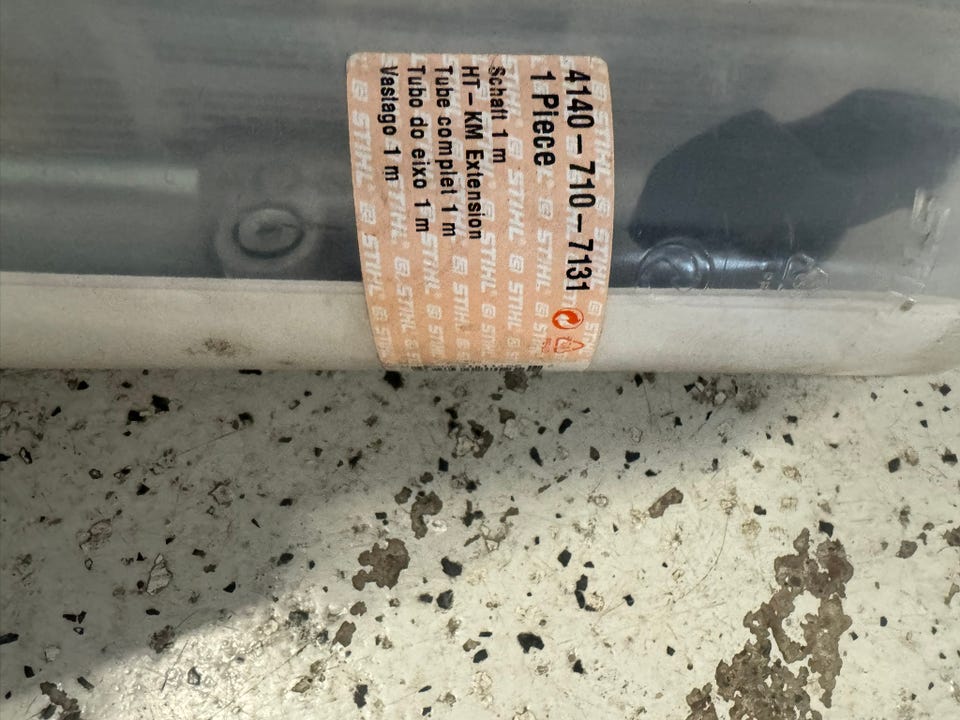 4140-710-7131
1 Piece
Schaft 1 m
HT-KM Extension
Tube complet 1 m
Tubo do eixo 1 m
Vastago 1 m
STIHL